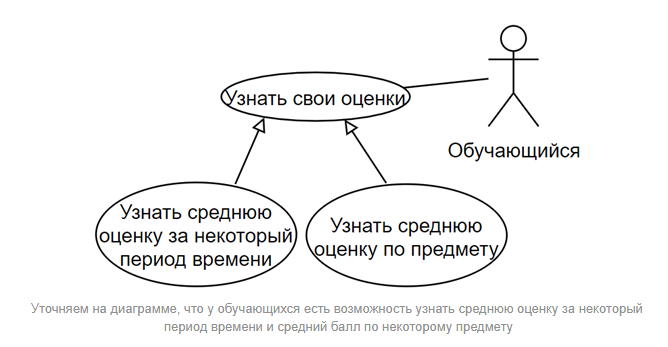 Узнать свои оценки
Обучающийся
Узнать среднюю
оценку за некоторый
период времени
Узнать среднюю
оценку по предмету
Уточняем на диаграмме, что у обучающихся есть возможность узнать среднюю оценку за некоторый
период времени и средний балл по некоторому предмету